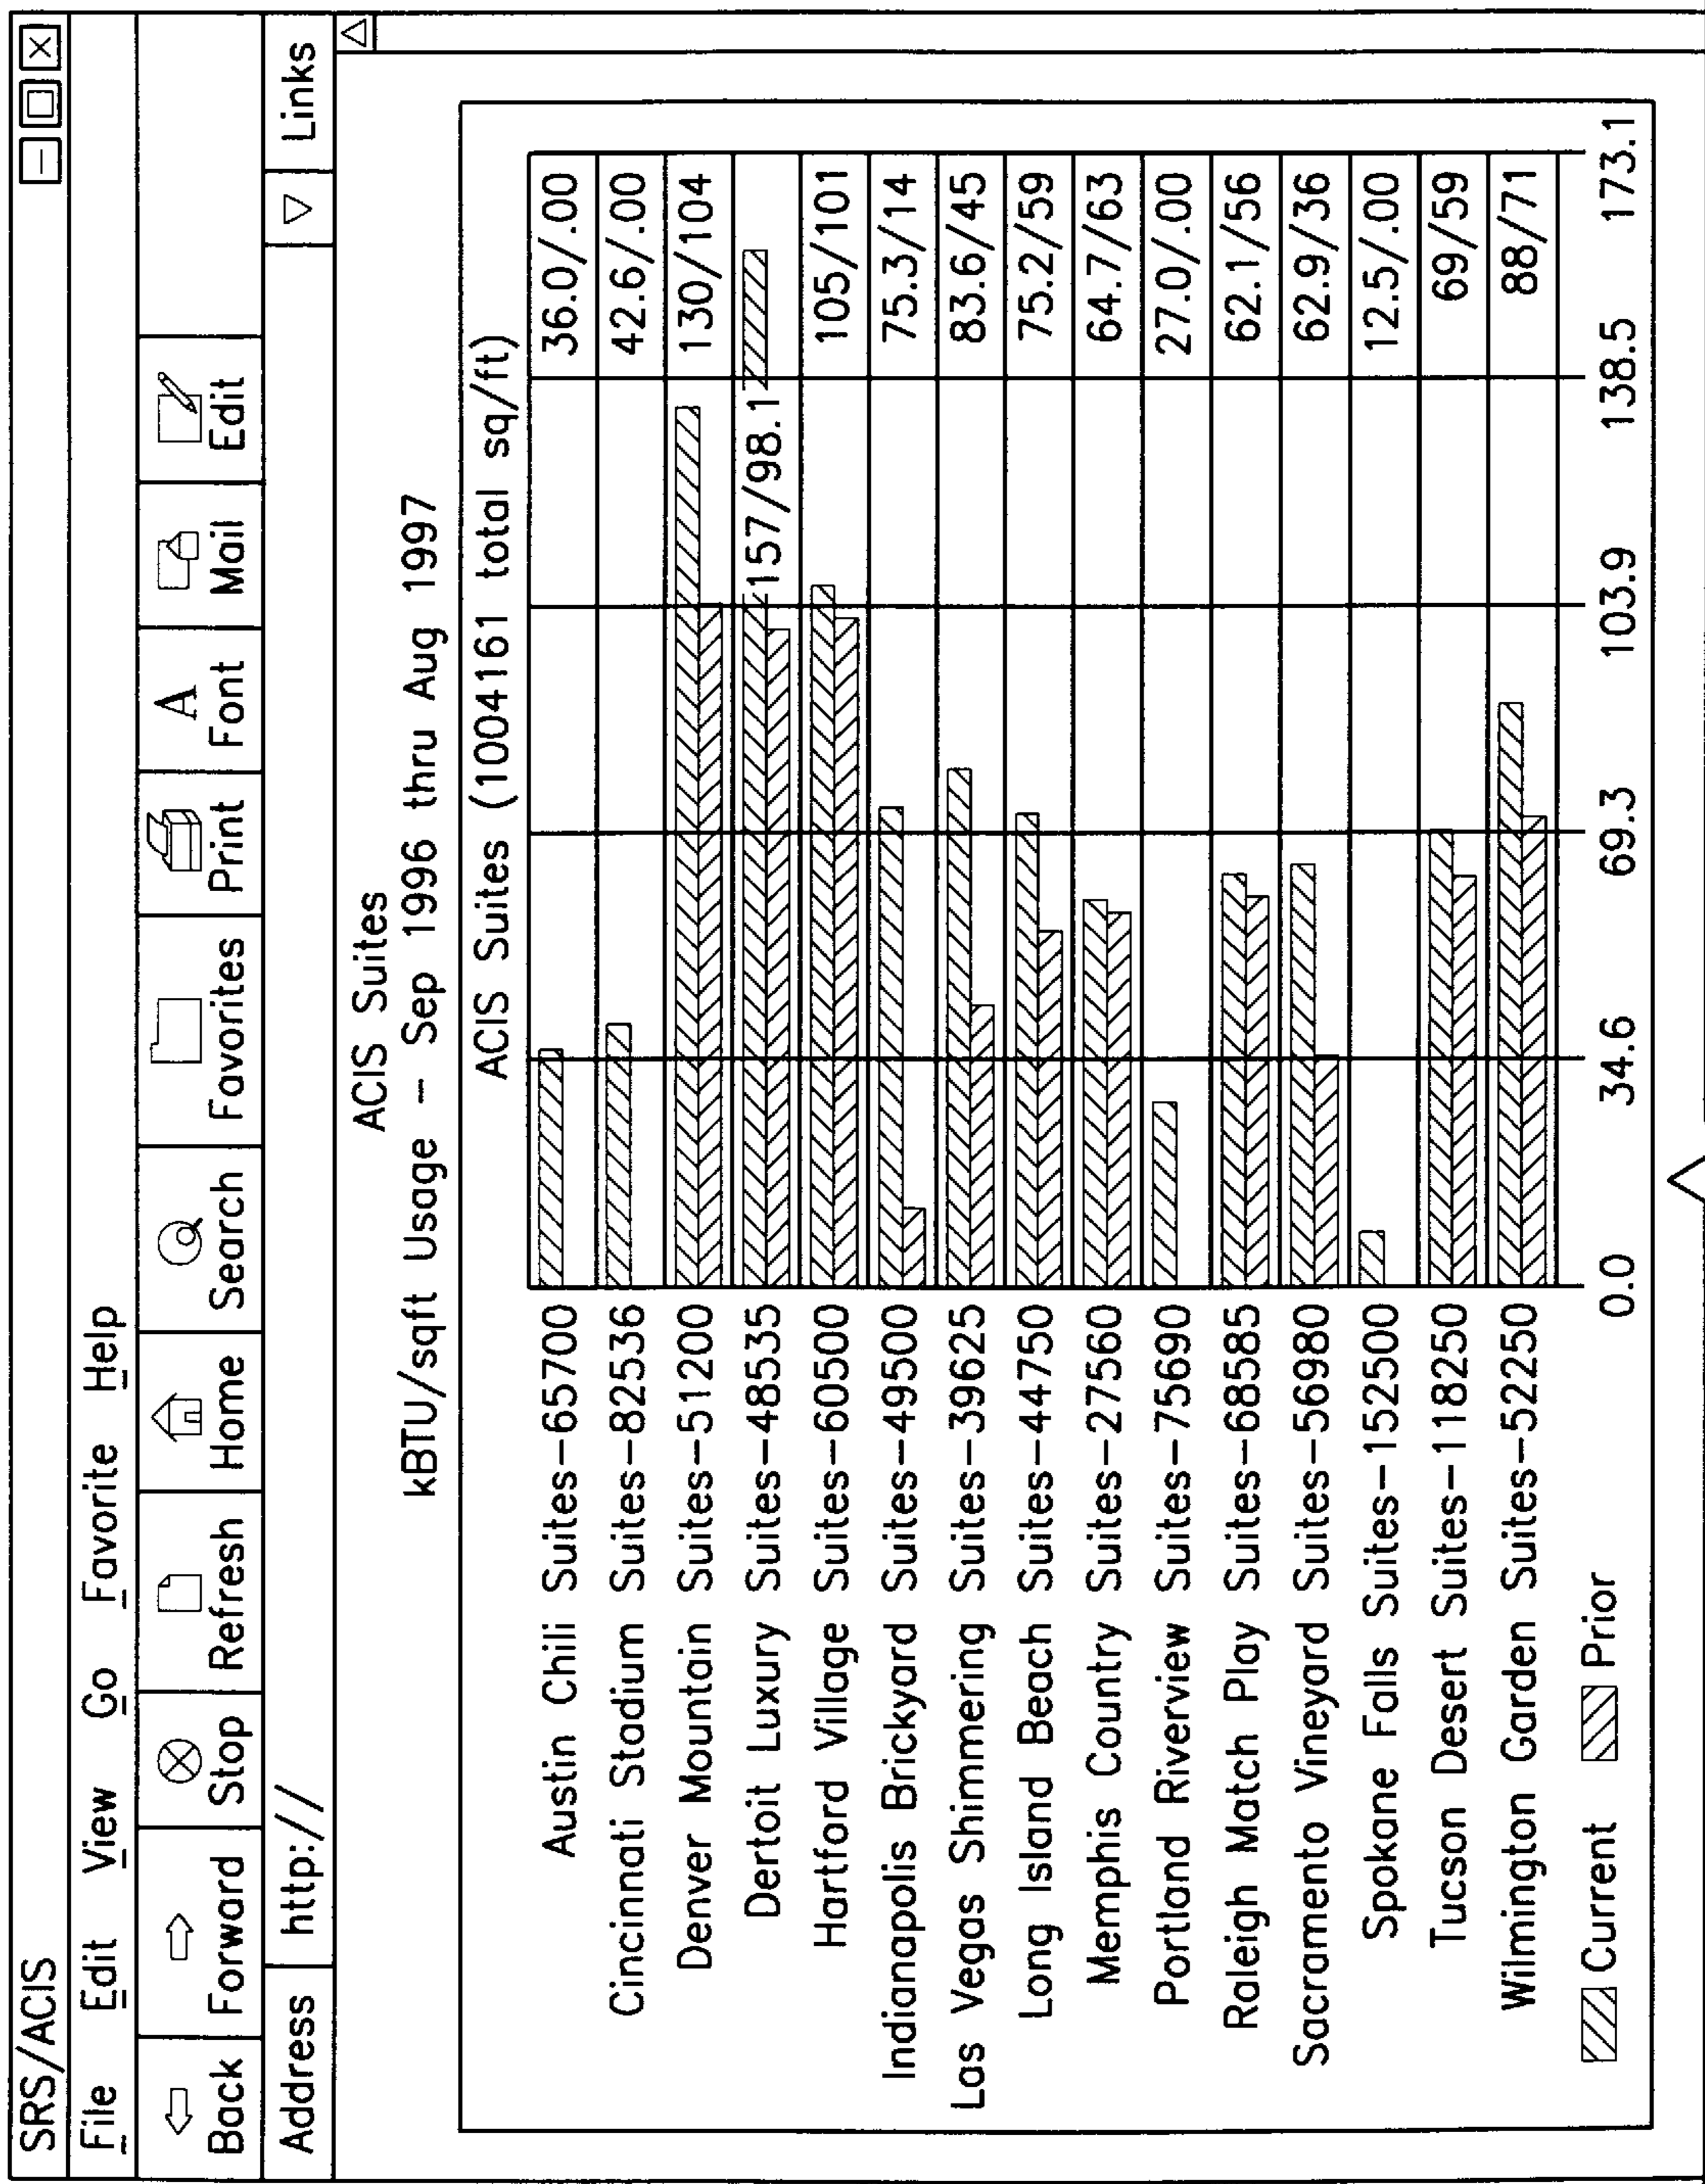 SRS/ACIS
File Edit View Go Favorite Help
Back Forward Stop Refresh Home Search Favorites Print Font Mail Edit
Address http:// Links
ACIS Suites
kBTU/sqft Usage - Sep 1996 thru Aug 1997
ACIS Suites (1004161 total sq/ft)
Austin Chili Suites-65700 36.0/.00
Cincinnati Stadium Suites-82536 42.6/.00
Denver Mountain Suites-51200 130/104
Dertoit Luxury Suites-48535 157/98.1
Hartford Village Suites-60500 105/101
Indianapolis Brickyard Suites-49500 75.3/14
Las Vegas Shimmering Suites-39625 83.6/45
Long Island Beach Suites-44750 75.2/59
Memphis Country Suites-27560 64.7/63
Portland Riverview Suites-75690 27.0/.00
Raleigh Match Play Suites-68585 62.1/56
Sacramento Vineyard Suites-56980 62.9/36
Spokane Falls Suites-152500 12.5/.00
Tucson Desert Suites-118250 69/59
Wilmington Garden Suites-52250 88/71
Current Prior
0.0 34.6 69.3 103.9 138.5 173.1